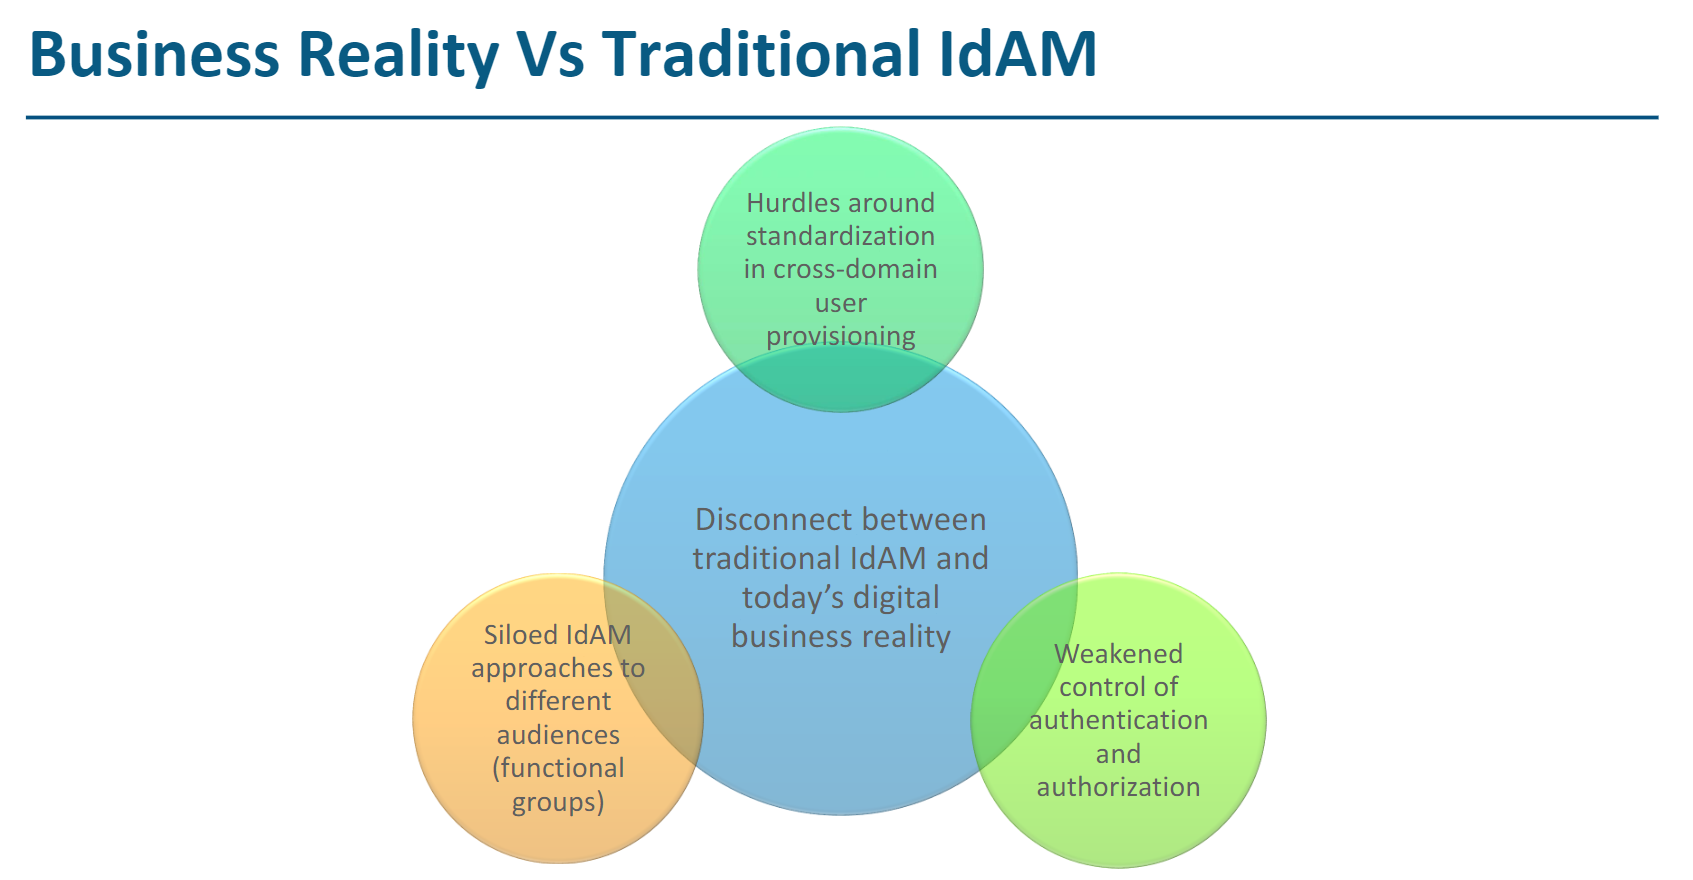 Business Reality Vs Traditional IdAM
Hurdles around
standardization
in cross-domain
user
provisioning
Disconnect between
traditional IdAM and
today’s digital
business reality
Siloed IdAM
approaches to
different
audiences
(functional
groups)
Weakened
control of
authentication
and
authorization